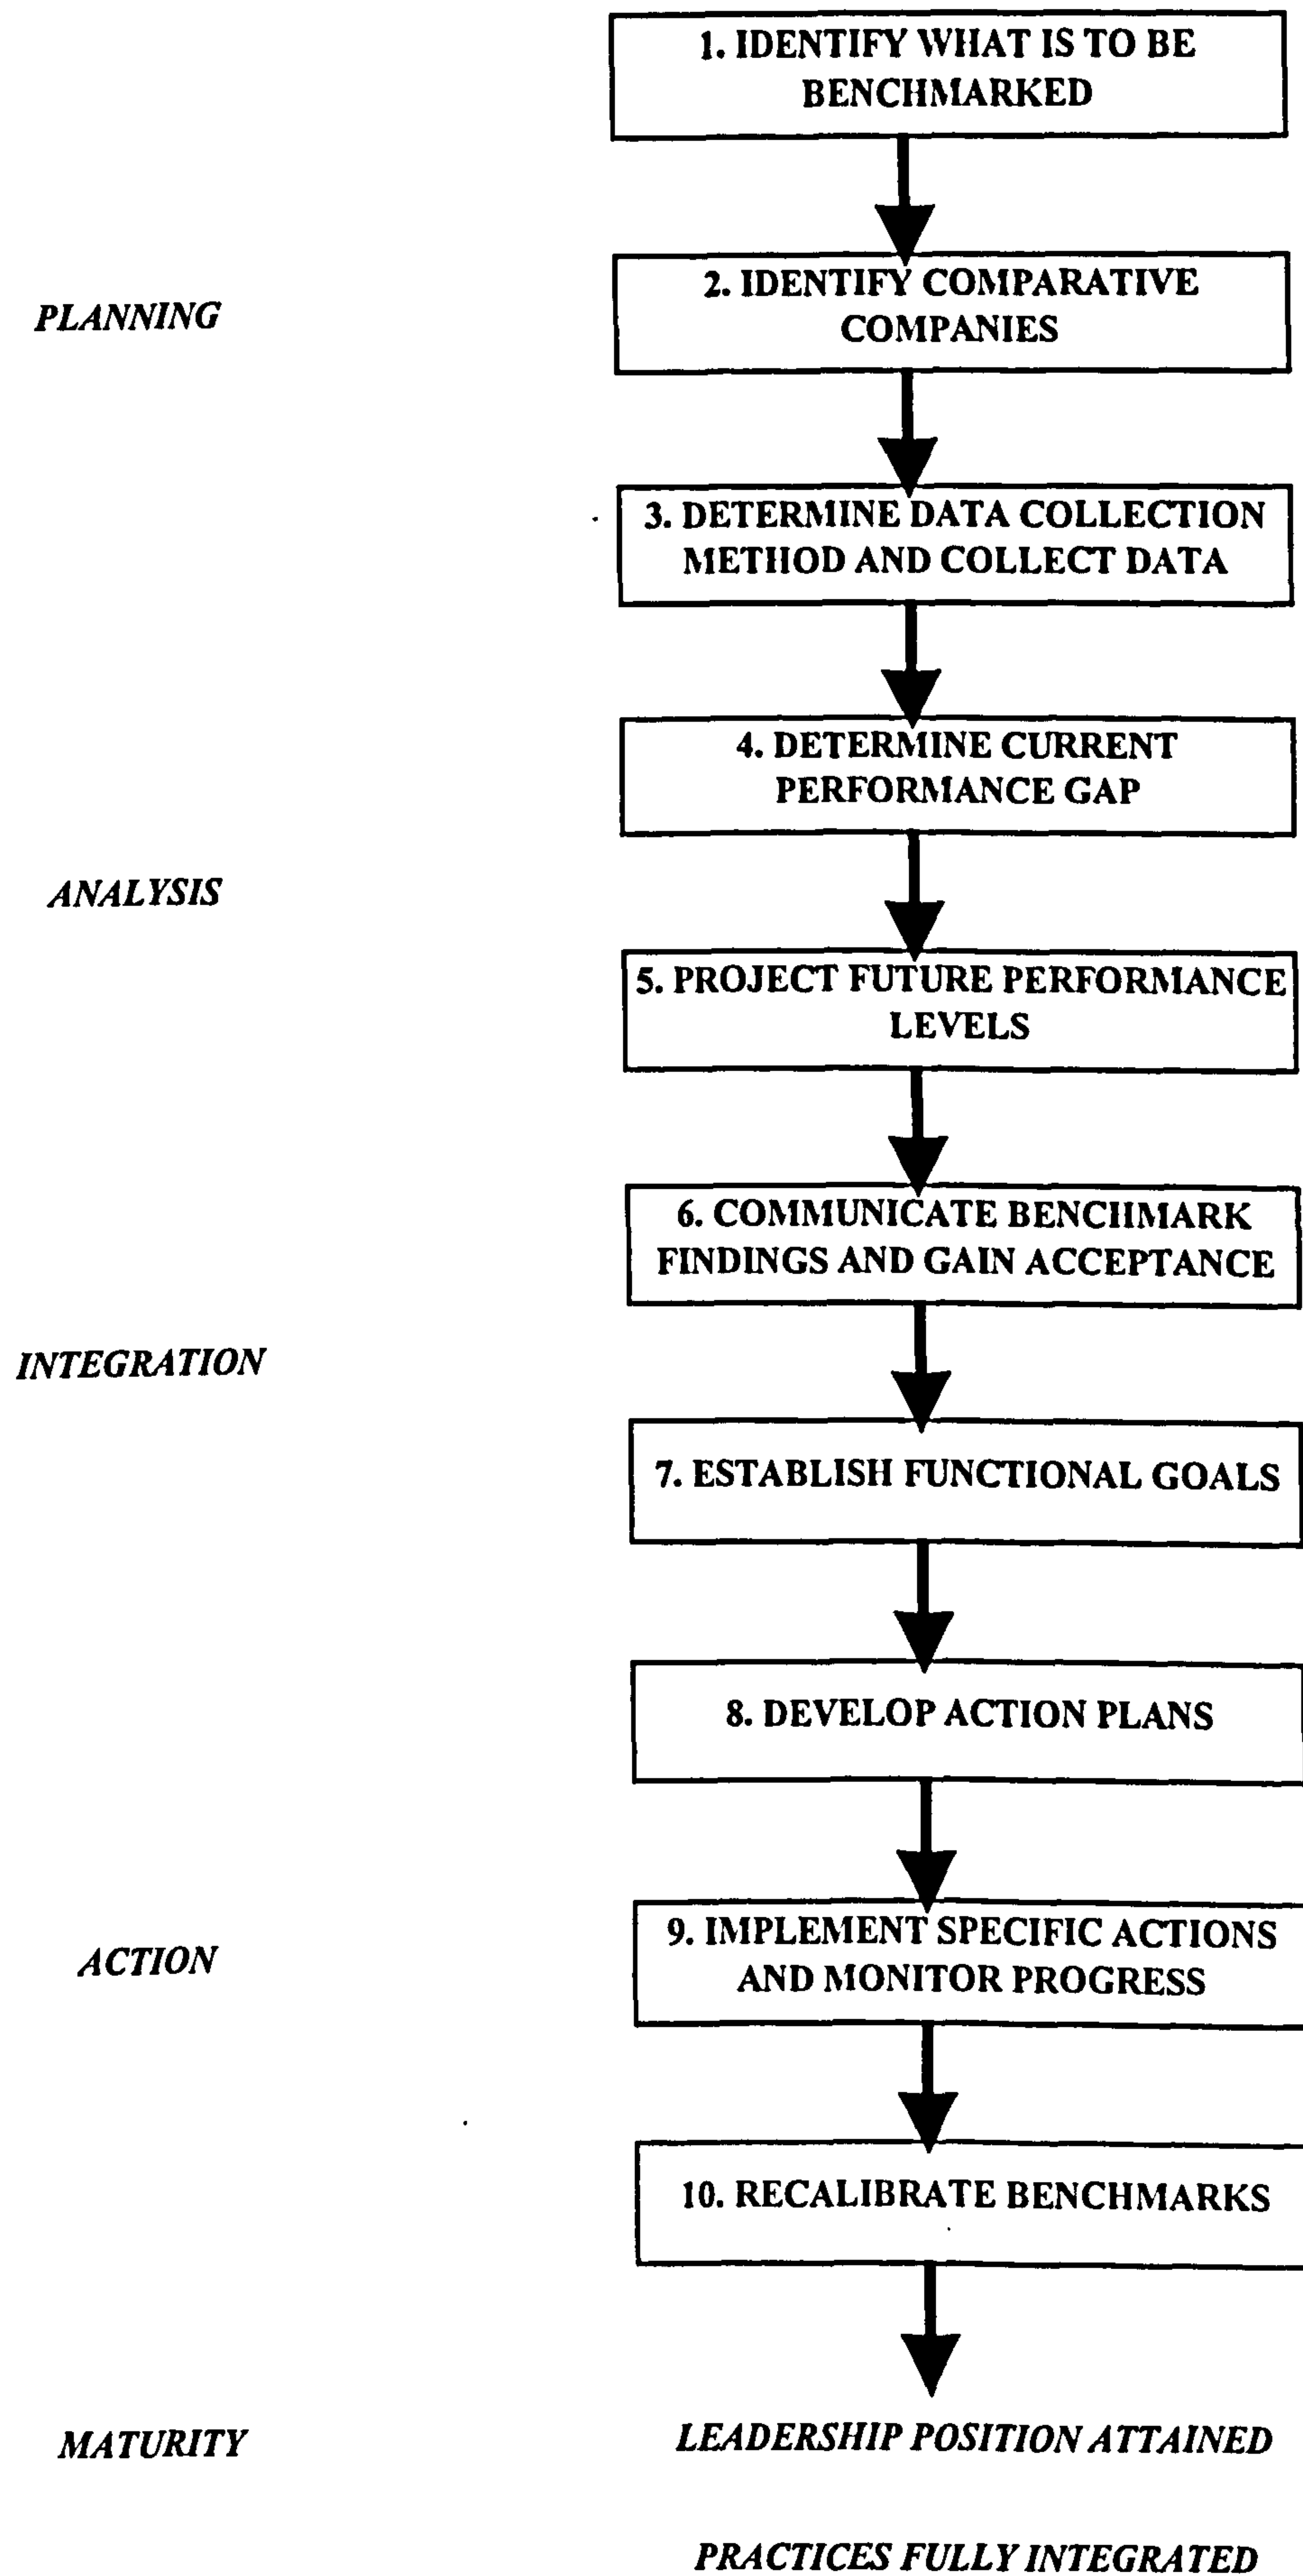 1. IDENTIFY WHAT IS TO BE
BENCHMARKED
PLANNING
2. IDENTIFY COMPARATIVE
COMPANIES
3. DETERMINE DATA COLLECTION
METHOD AND COLLECT DATA
4. DETERMINE CURRENT
PERFORMANCE GAP
ANALYSIS
5. PROJECT FUTURE PERFORMANCE
LEVELS
6. COMMUNICATE BENCHMARK
FINDINGS AND GAIN ACCEPTANCE
INTEGRATION
7. ESTABLISH FUNCTIONAL GOALS
8. DEVELOP ACTION PLANS
ACTION
9. IMPLEMENT SPECIFIC ACTIONS
AND MONITOR PROGRESS
10. RECALIBRATE BENCHMARKS
MATURITY
LEADERSHIP POSITION ATTAINED
PRACTICES FULLY INTEGRATED